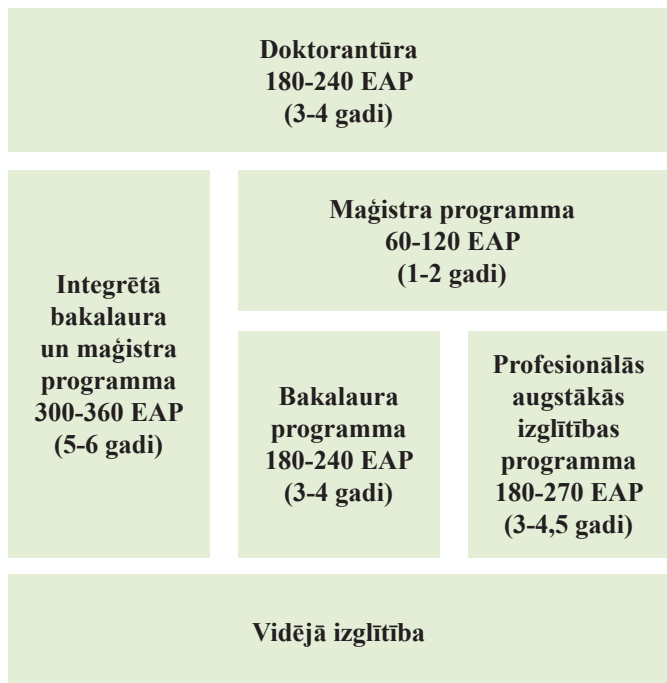 Doktorantūra
180-240 EAP
(3-4 gadi)
Integrētā
bakalaura
un maģistra
programma
300-360 EAP
(5-6 gadi)
Maģistra programma
60-120 EAP
(1-2 gadi)
Bakalaura
programma
180-240 EAP
(3-4 gadi)
Profesionālās
augstākās
izglītības
programma
180-270 EAP
(3-4,5 gadi)
Vidējā izglītība